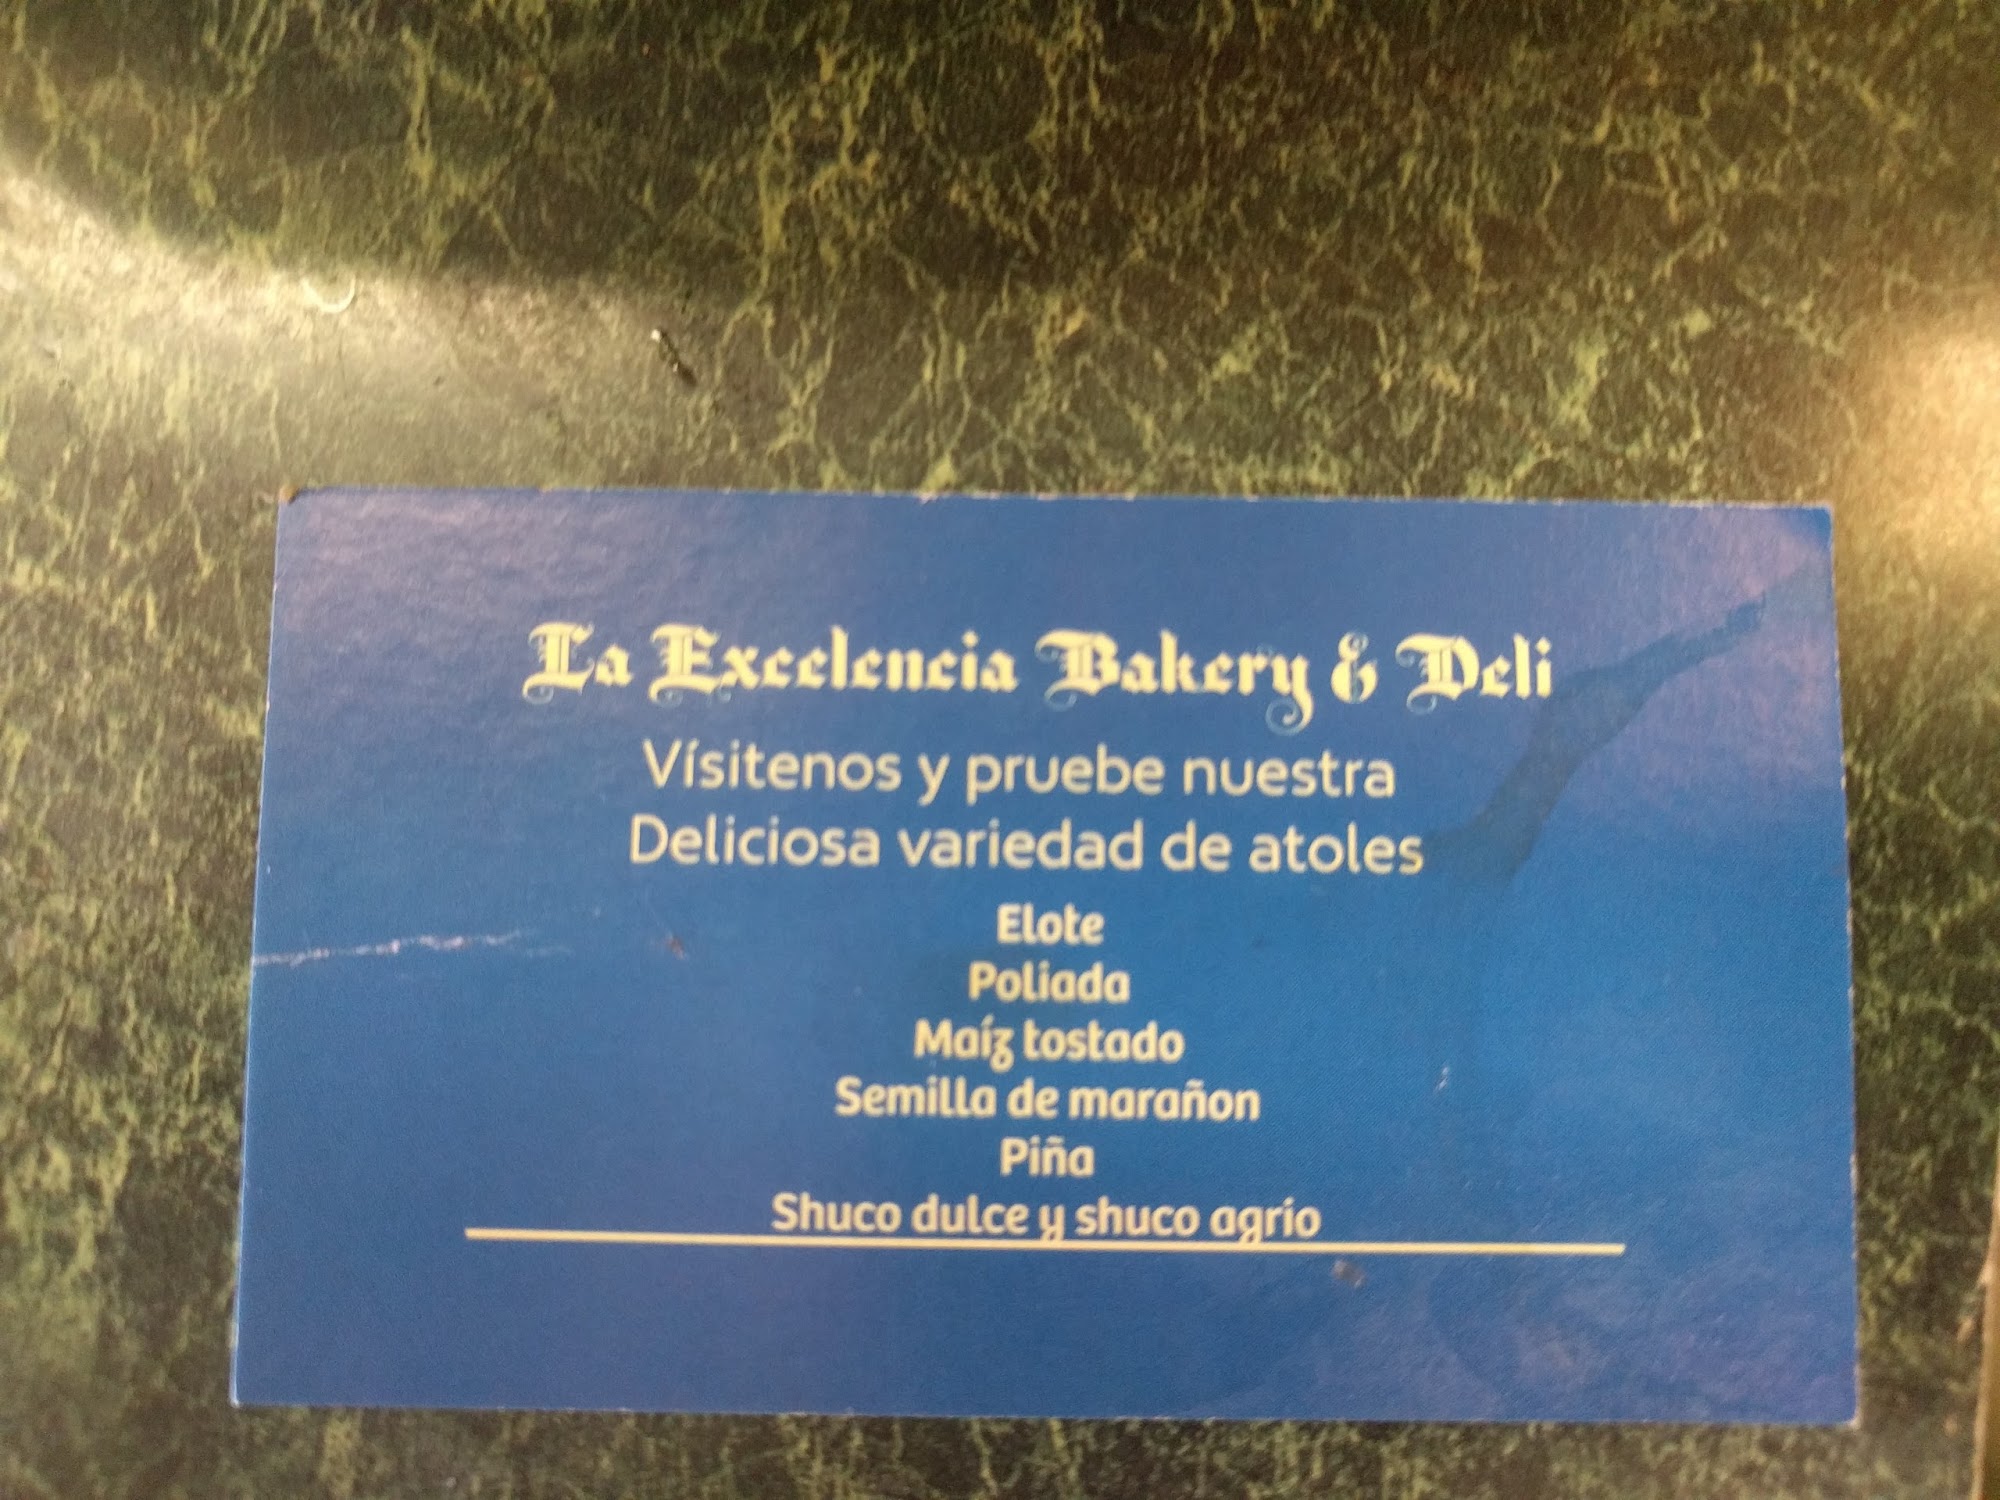 La Excelencia Bakery & Deli
Vísitenos y pruebe nuestra
Deliciosa variedad de atoles
Elote
Poliada
Maíz tostado
Semilla de marañon
Piña
Shuco dulce y shuco agrio